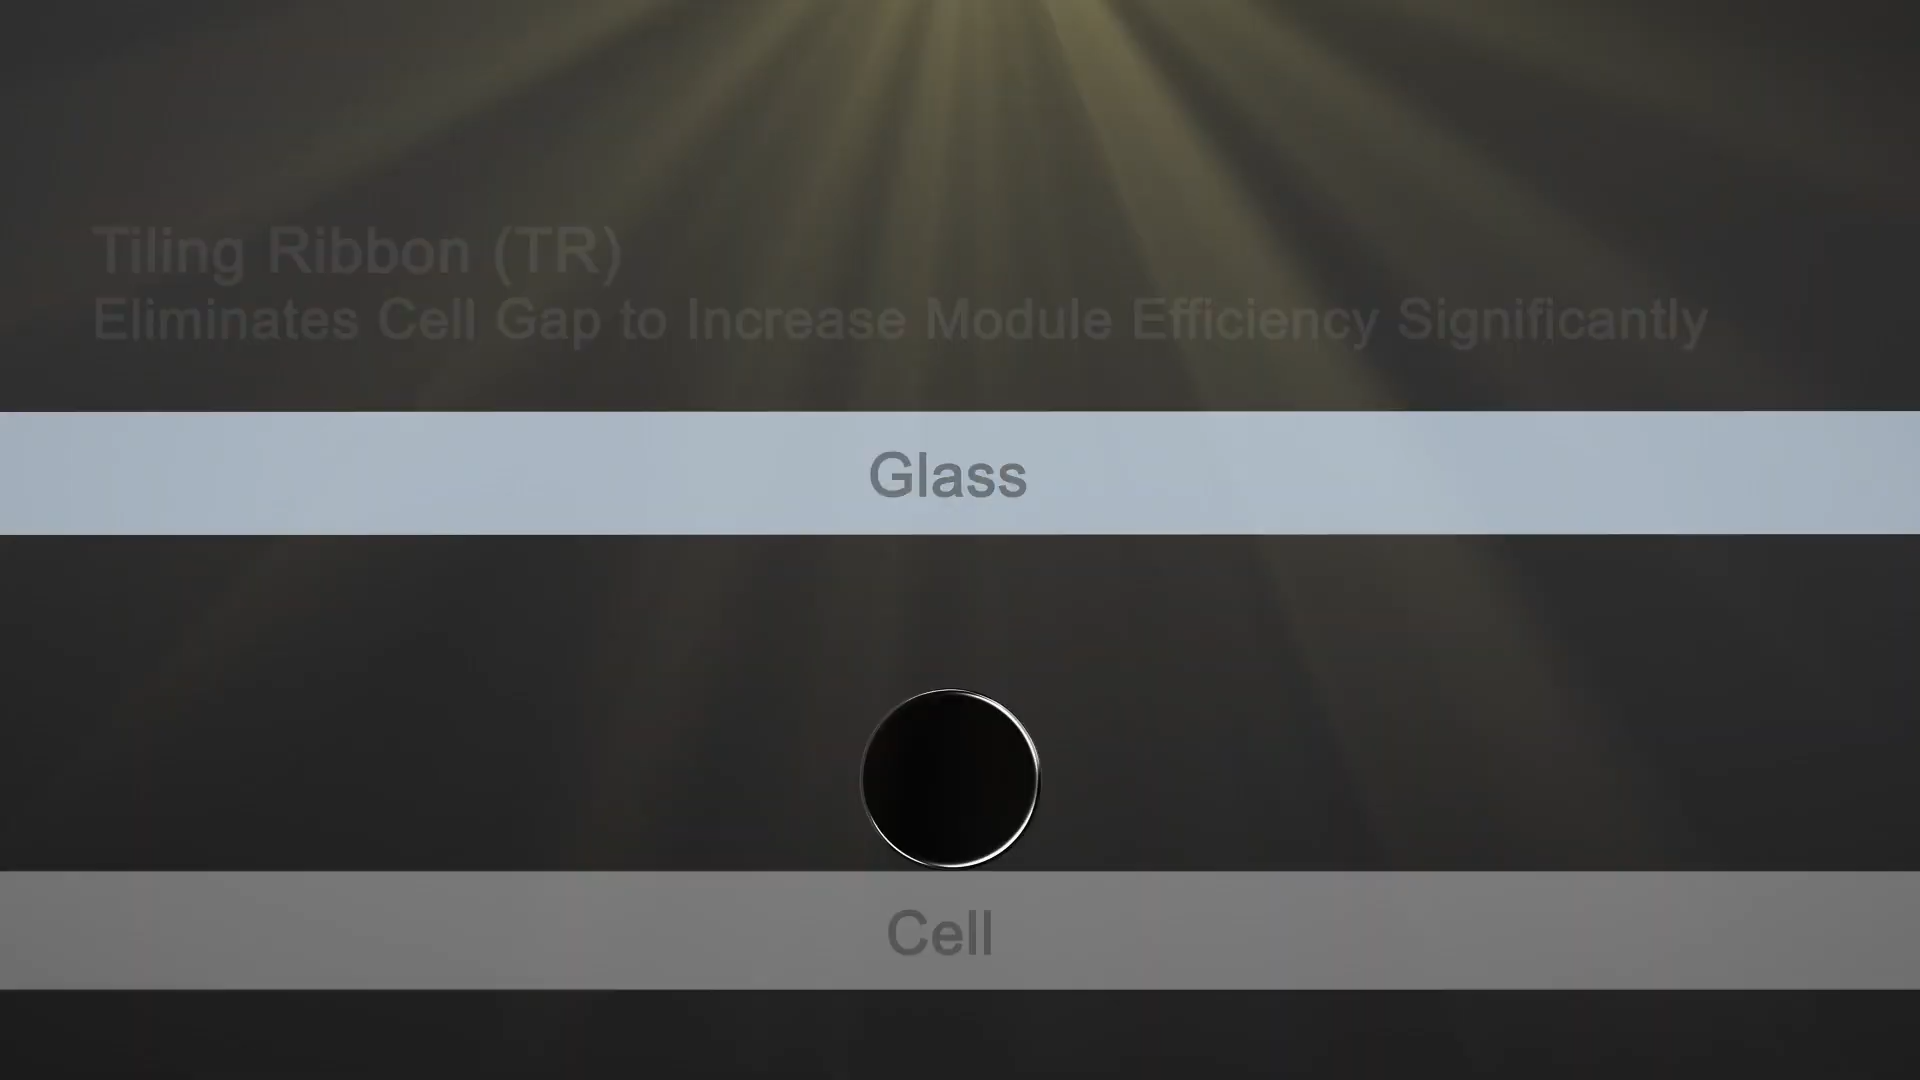 Tiling Ribbon (TR)
Eliminates Cell Gap to Increase Module Efficiency Significantly
Glass
Cell